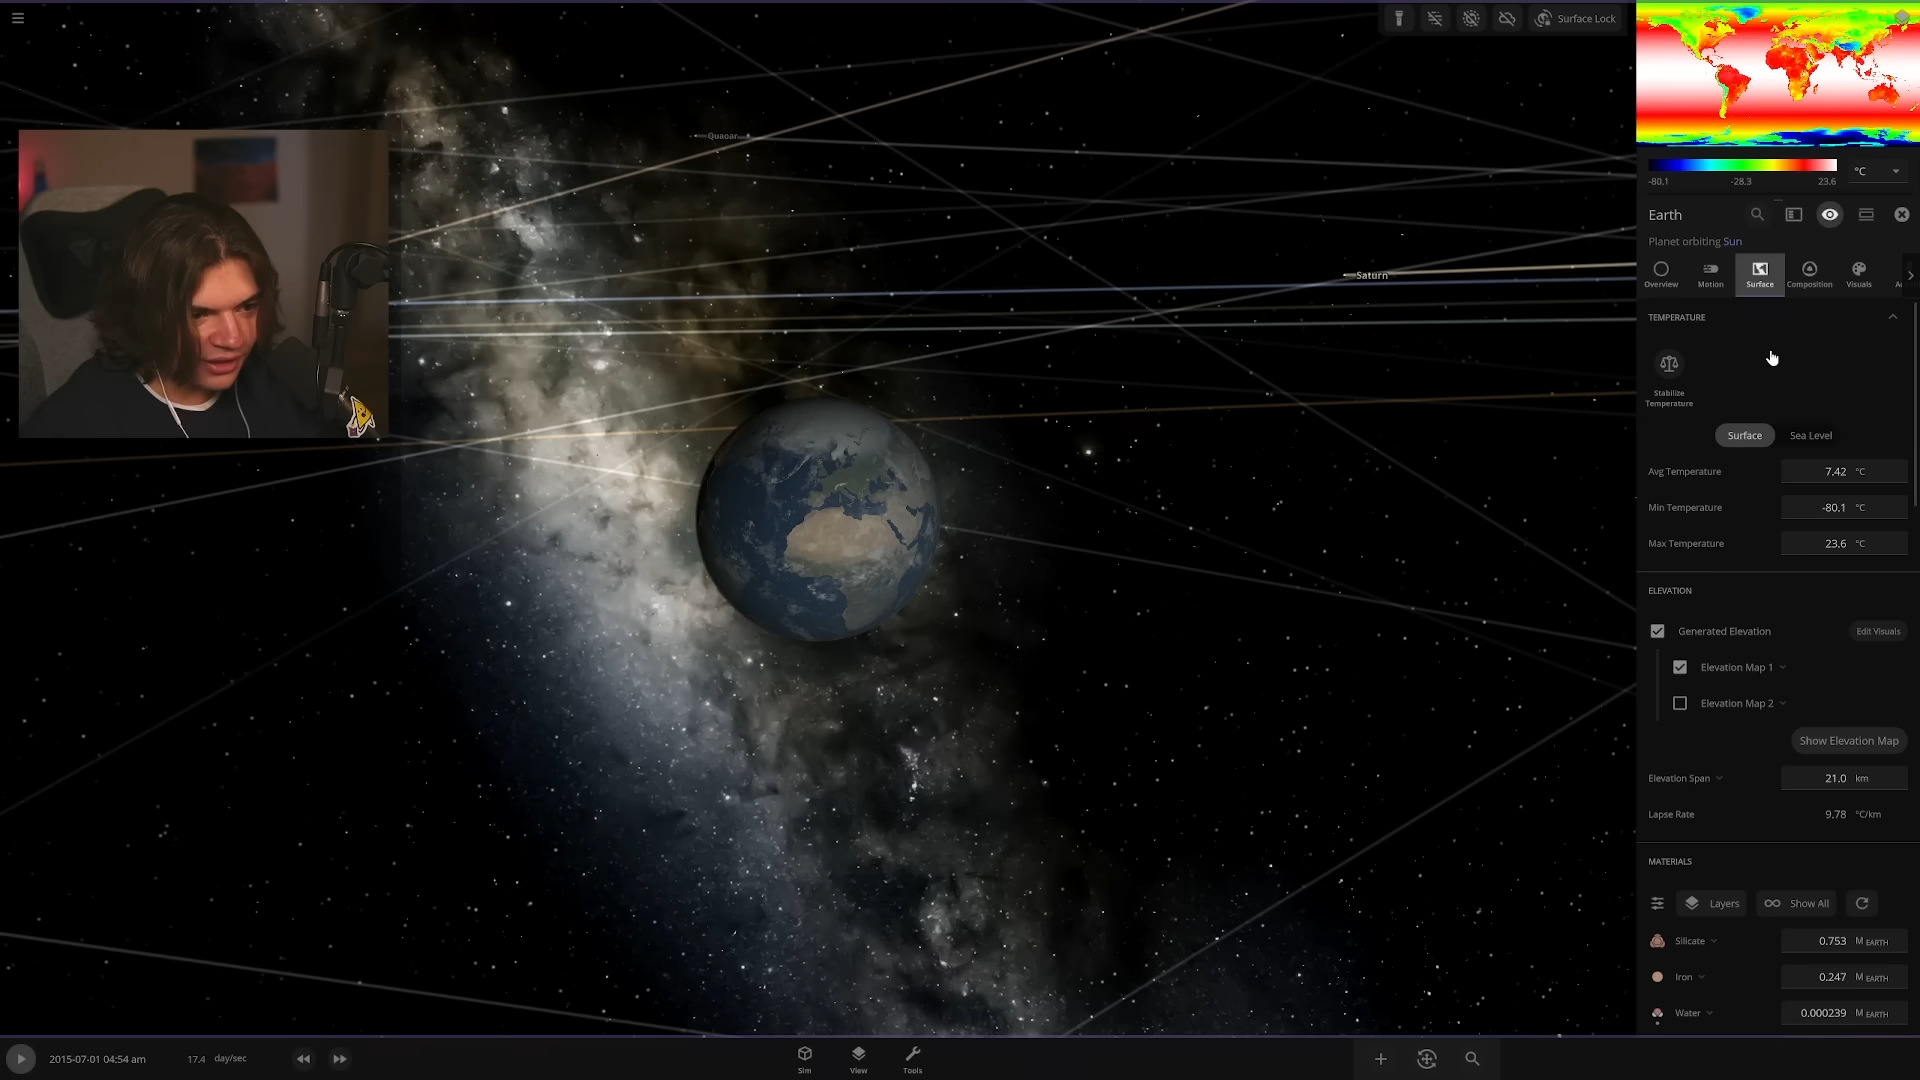 Surface Lock
Quaoar
Saturn
-80.1 -28.3 23.6 °C
Earth
Planet orbiting Sun
Overview Motion Surface Composition Visuals
TEMPERATURE
Stabilize
Temperature
Surface Sea Level
Avg Temperature 7.42 °C
Min Temperature -80.1 °C
Max Temperature 23.6 °C
ELEVATION
Generated Elevation Edit Visuals
Elevation Map 1
Elevation Map 2
Show Elevation Map
Elevation Span 21.0 km
Lapse Rate 9.78 °C/km
MATERIALS
Layers Show All
Silicate 0.753 M EARTH
Iron 0.247 M EARTH
Water 0.000239 M EARTH
2015-07-01 04:54 am 17.4 day/sec
Sim View Tools